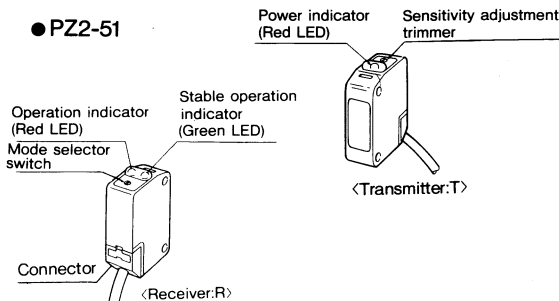 ●PZ2-51
Power indicator
(Red LED)
Sensitivity adjustment
trimmer
Operation indicator
(Red LED)
Stable operation
indicator
(Green LED)
Mode selector
switch
Connector
〈Transmitter:T〉
〈Receiver:R〉